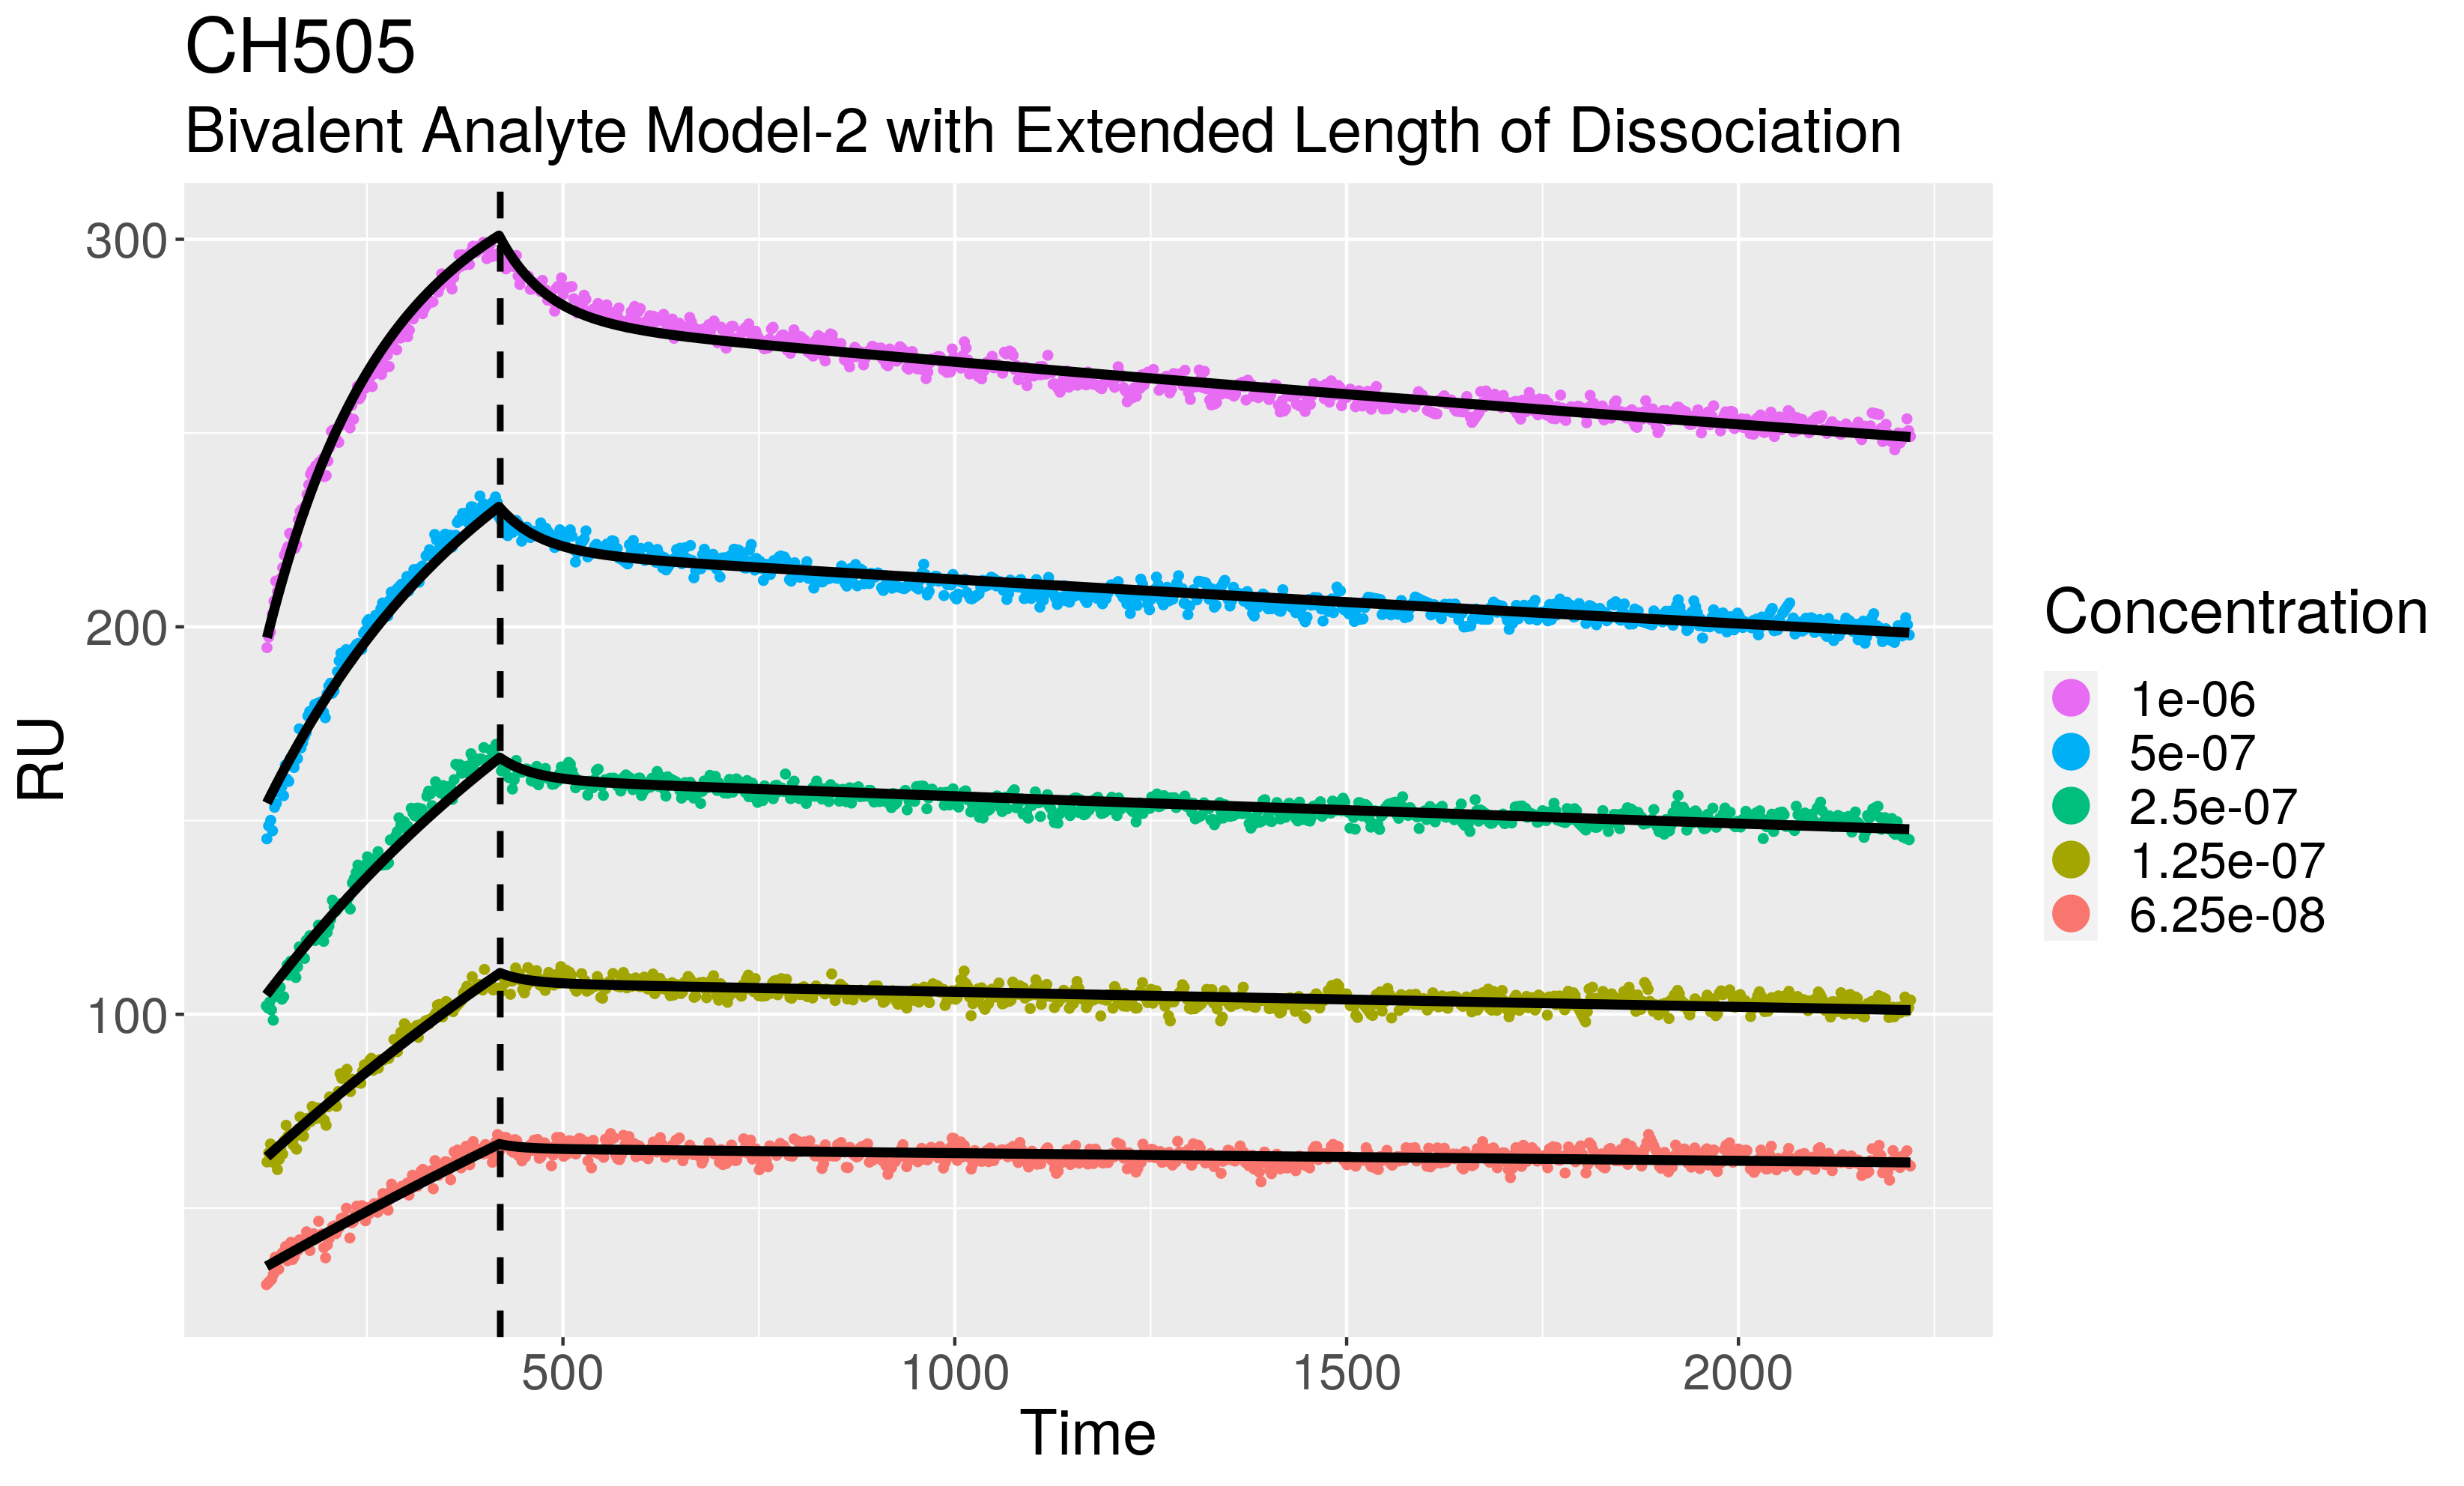 CH505
Bivalent Analyte Model-2 with Extended Length of Dissociation
RU
300
200
100
500
1000
1500
2000
Time
Concentration
1e-06
5e-07
2.5e-07
1.25e-07
6.25e-08